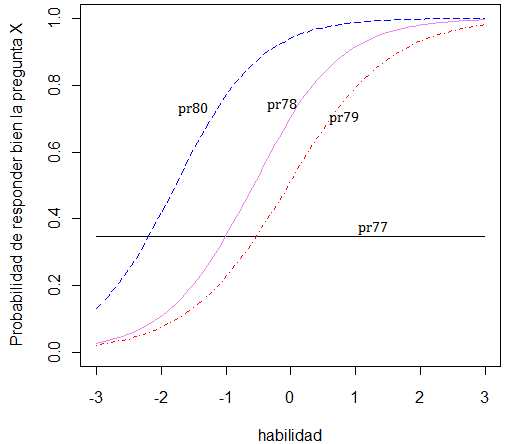 Probabilidad de responder bien la pregunta X
1.0
0.8
0.6
0.4
0.2
0.0
pr80
pr78
pr79
pr77
-3
-2
-1
0
1
2
3
habilidad